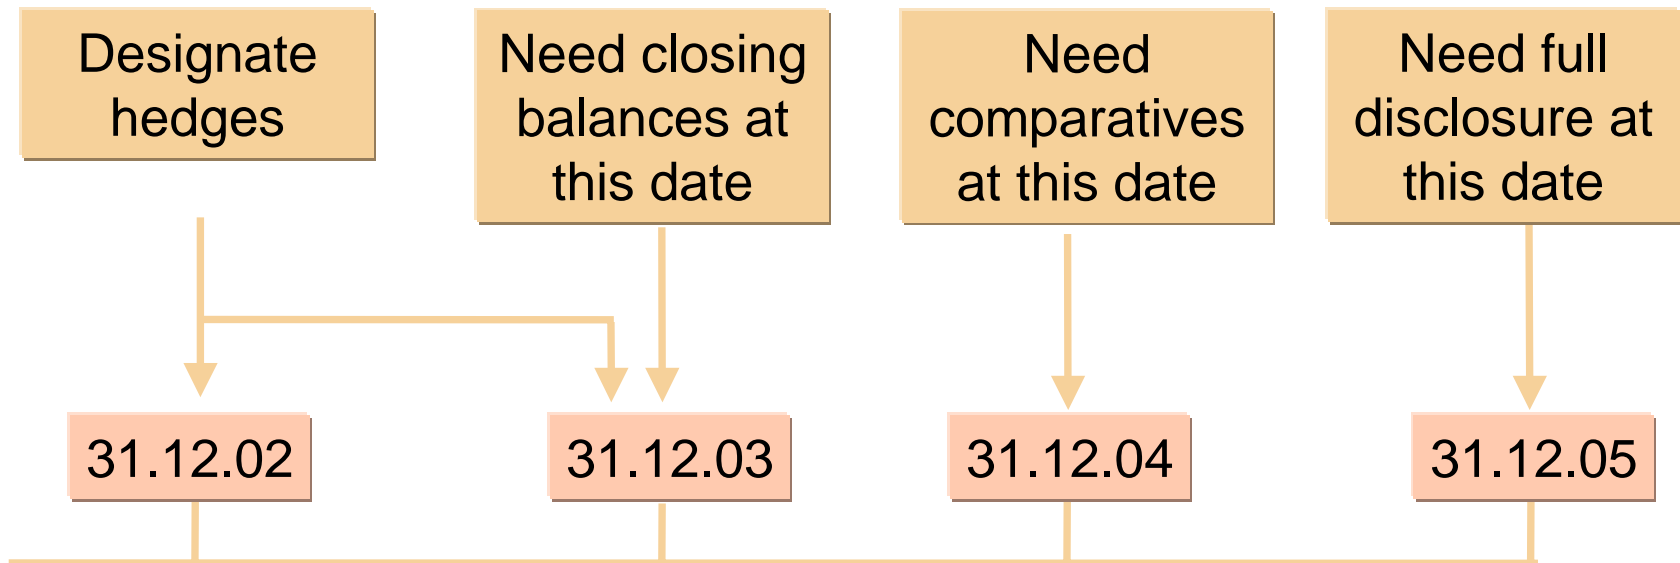 Designate
hedges
Need closing
balances at
this date
Need
comparatives
at this date
Need full
disclosure at
this date
31.12.02
31.12.03
31.12.04
31.12.05